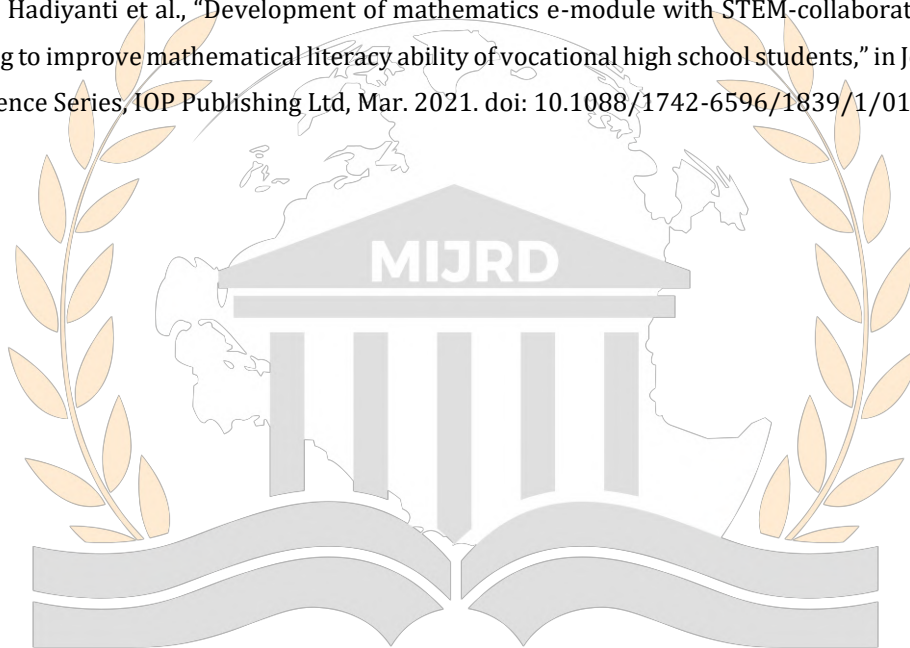 Hadiyanti et al., “Development of mathematics e-module with STEM-collaborat
g to improve mathematical literacy ability of vocational high school students,” in J
ence Series, IOP Publishing Ltd, Mar. 2021. doi: 10.1088/1742-6596/1839/1/01
MIJRD